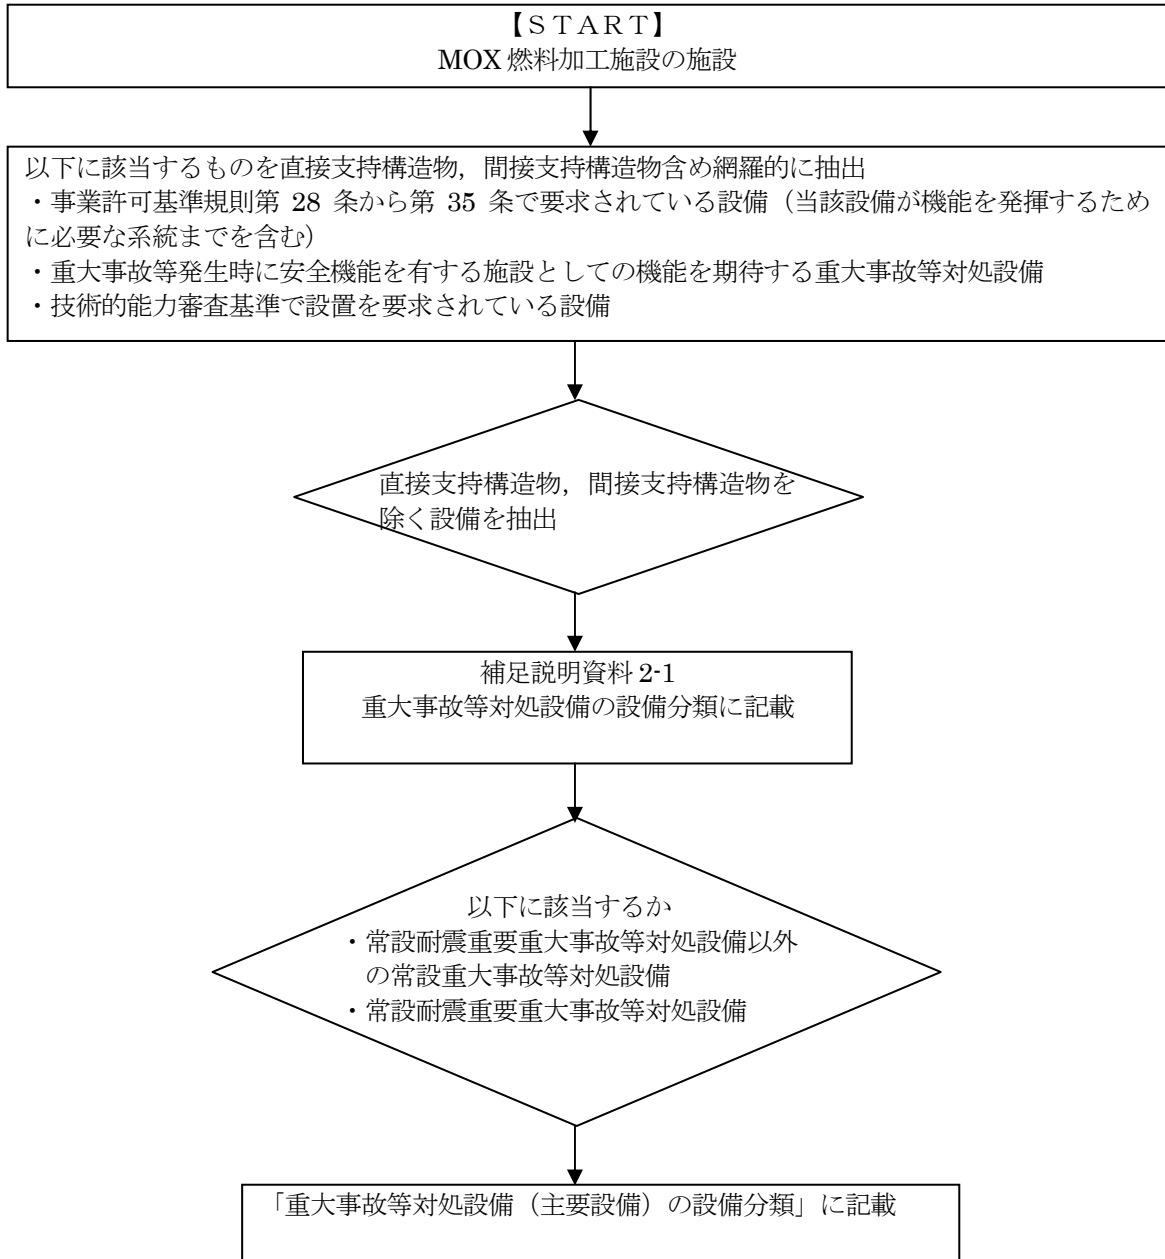 【ＳＴＡＲＴ】
MOX 燃料加工施設の施設
以下に該当するものを直接支持構造物，間接支持構造物含め網羅的に抽出
・事業許可基準規則第 28 条から第 35 条で要求されている設備（当該設備が機能を発揮するため
に必要な系統までを含む）
・重大事故等発生時に安全機能を有する施設としての機能を期待する重大事故等対処設備
・技術的能力審査基準で設置を要求されている設備
直接支持構造物，間接支持構造物を
除く設備を抽出
補足説明資料 2-1
重大事故等対処設備の設備分類に記載
以下に該当するか
・常設耐震重要重大事故等対処設備以外
の常設重大事故等対処設備
・常設耐震重要重大事故等対処設備
「重大事故等対処設備（主要設備）の設備分類」に記載